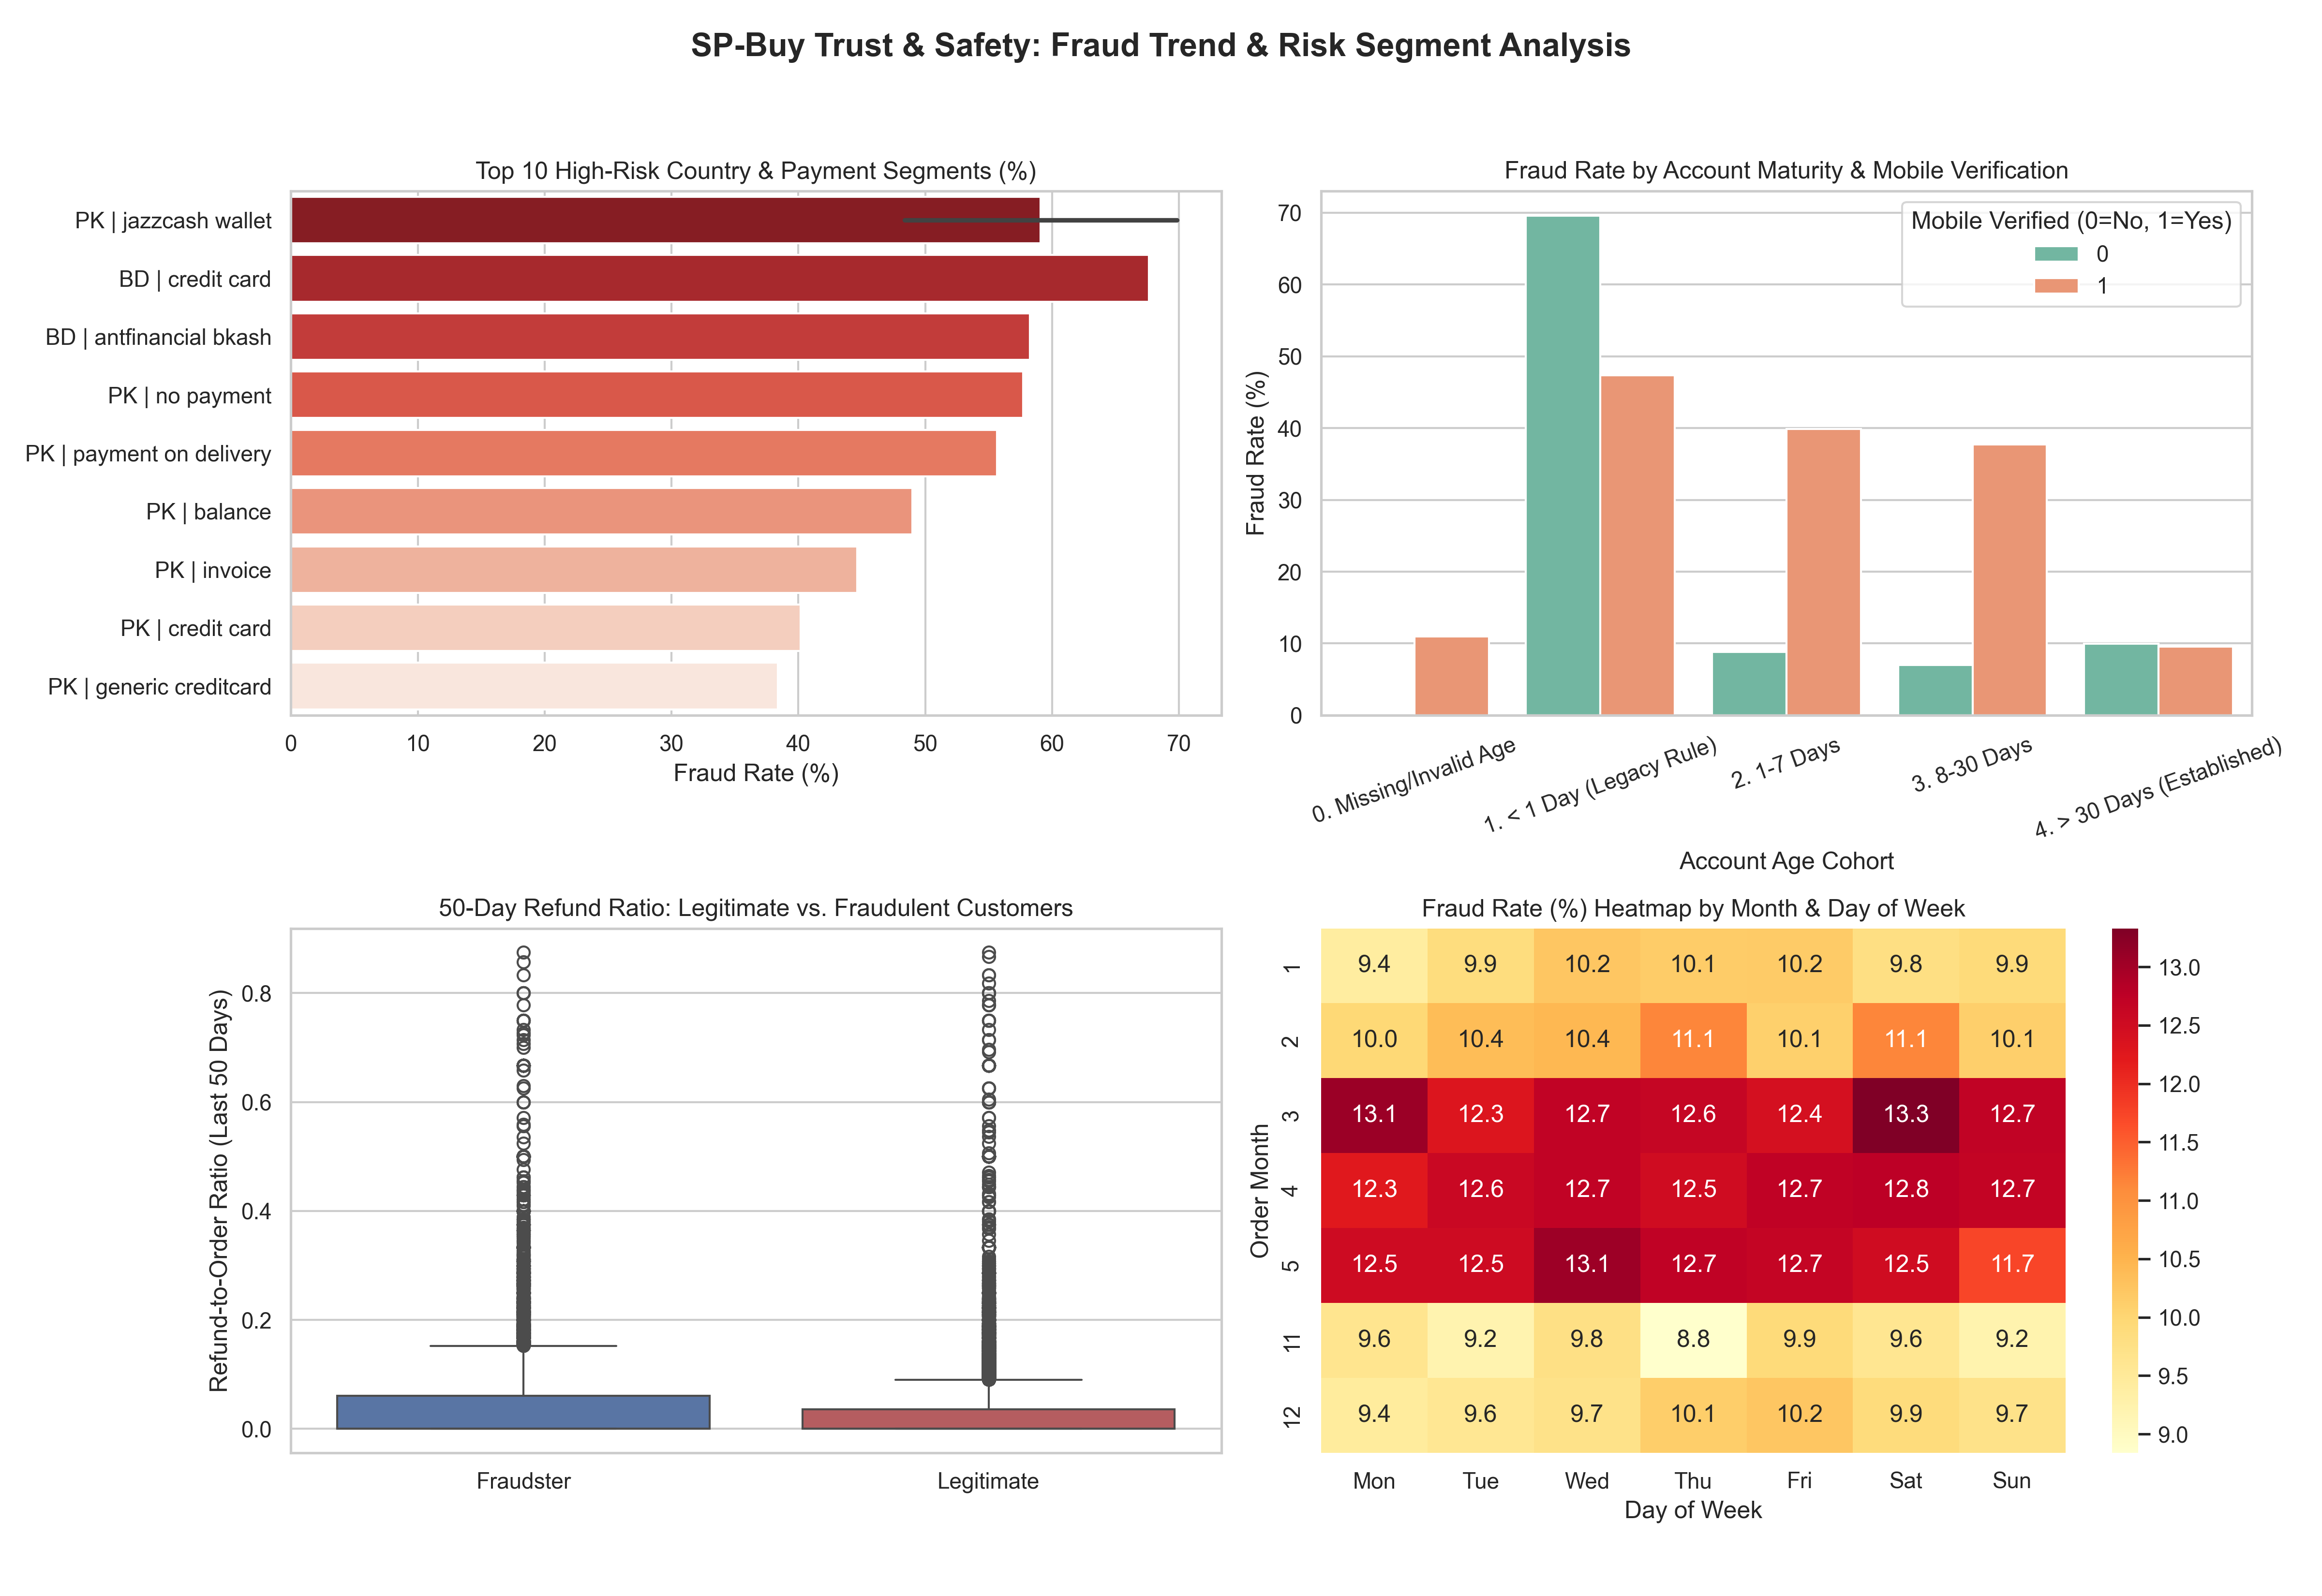 SP-Buy Trust & Safety: Fraud Trend & Risk Segment Analysis
Top 10 High-Risk Country & Payment Segments (%)
PK | jazzcash wallet
BD | credit card
BD | antfinancial bkash
PK | no payment
PK | payment on delivery
PK | balance
PK | invoice
PK | credit card
PK | generic creditcard
0 10 20 30 40 50 60 70
Fraud Rate (%)
Fraud Rate by Account Maturity & Mobile Verification
Mobile Verified (0=No, 1=Yes)
0
1
Fraud Rate (%)
70
60
50
40
30
20
10
0
0. Missing/Invalid Age
1. < 1 Day (Legacy Rule)
2. 1-7 Days
3. 8-30 Days
4. > 30 Days (Established)
Account Age Cohort
50-Day Refund Ratio: Legitimate vs. Fraudulent Customers
Refund-to-Order Ratio (Last 50 Days)
0.8
0.6
0.4
0.2
0.0
Fraudster Legitimate
Fraud Rate (%) Heatmap by Month & Day of Week
Order Month
1 9.4 9.9 10.2 10.1 10.2 9.8 9.9
2 10.0 10.4 10.4 11.1 10.1 11.1 10.1
3 13.1 12.3 12.7 12.6 12.4 13.3 12.7
4 12.3 12.6 12.7 12.5 12.7 12.8 12.7
5 12.5 12.5 13.1 12.7 12.7 12.5 11.7
11 9.6 9.2 9.8 8.8 9.9 9.6 9.2
12 9.4 9.6 9.7 10.1 10.2 9.9 9.7
Mon Tue Wed Thu Fri Sat Sun
Day of Week
13.0
12.5
12.0
11.5
11.0
10.5
10.0
9.5
9.0